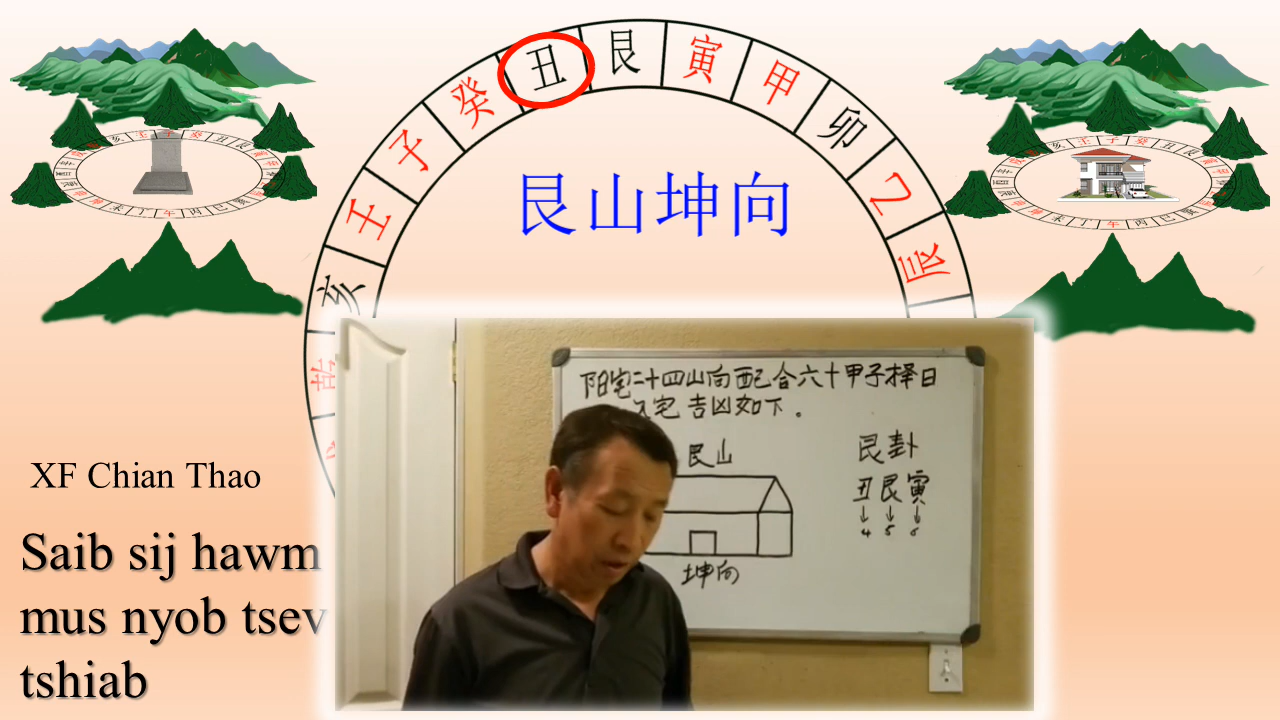 丑 艮 寅 甲 卯 乙 辰
癸 子 壬 亥 乾
艮山坤向
阳宅二十四山向配合六十甲子择日
入宅吉凶如下。
艮山
坤向
艮卦
丑艮寅
↓ ↓ ↓
4 5 6
XF Chian Thao
Saib sij hawm
mus nyob tsev
tshiab